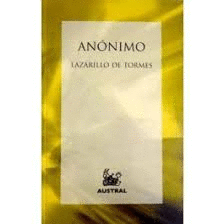 ANÓNIMO
LAZARILLO DE TORMES
AUSTRAL